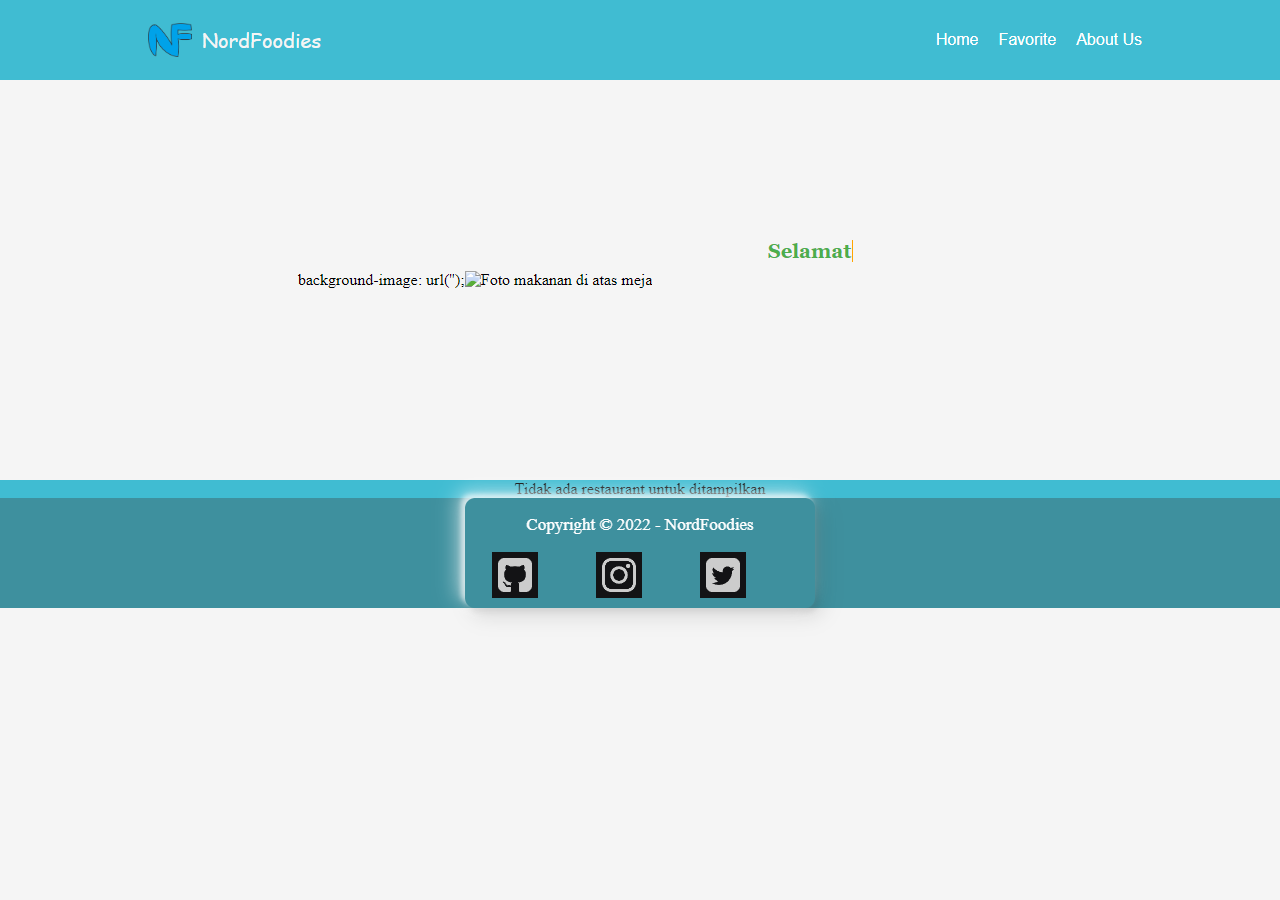 NF NordFoodies
Home Favorite About Us
Selamat
background-image: url('');Foto makanan di atas meja
Tidak ada restaurant untuk ditampilkan
Copyright © 2022 - NordFoodies